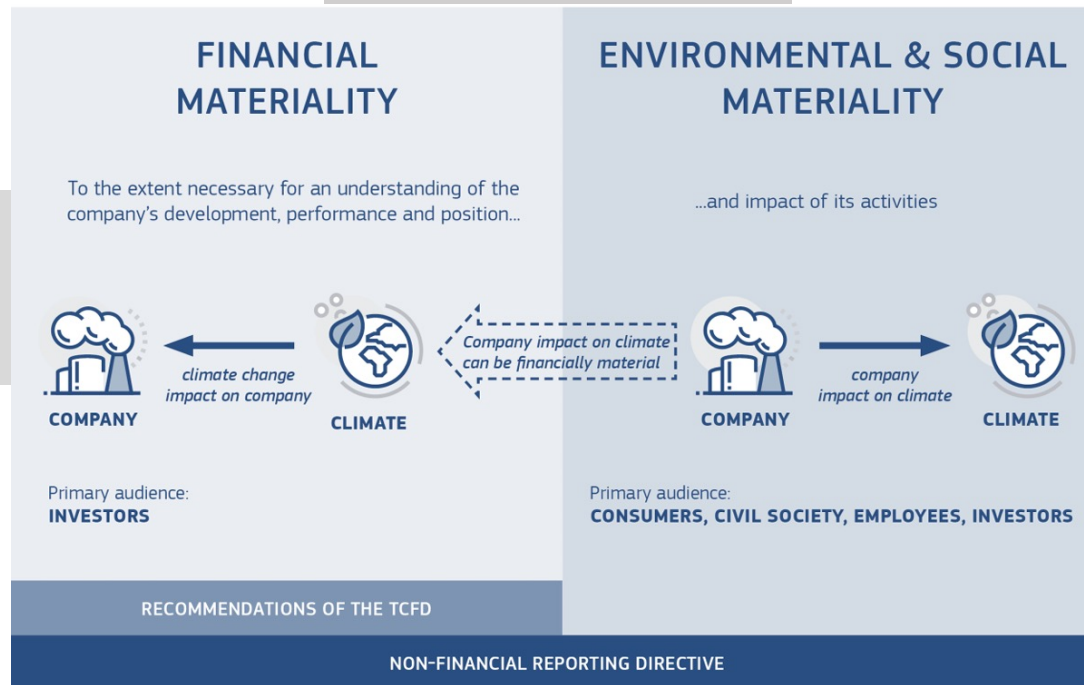 FINANCIAL
MATERIALITY
To the extent necessary for an understanding of the
company's development, performance and position...
climate change
impact on company
COMPANY
CLIMATE
Primary audience:
INVESTORS
RECOMMENDATIONS OF THE TCFD
Company impact on climate
can be financially material
ENVIRONMENTAL & SOCIAL
MATERIALITY
...and impact of its activities
company
impact on climate
COMPANY
CLIMATE
Primary audience:
CONSUMERS, CIVIL SOCIETY, EMPLOYEES, INVESTORS
NON-FINANCIAL REPORTING DIRECTIVE